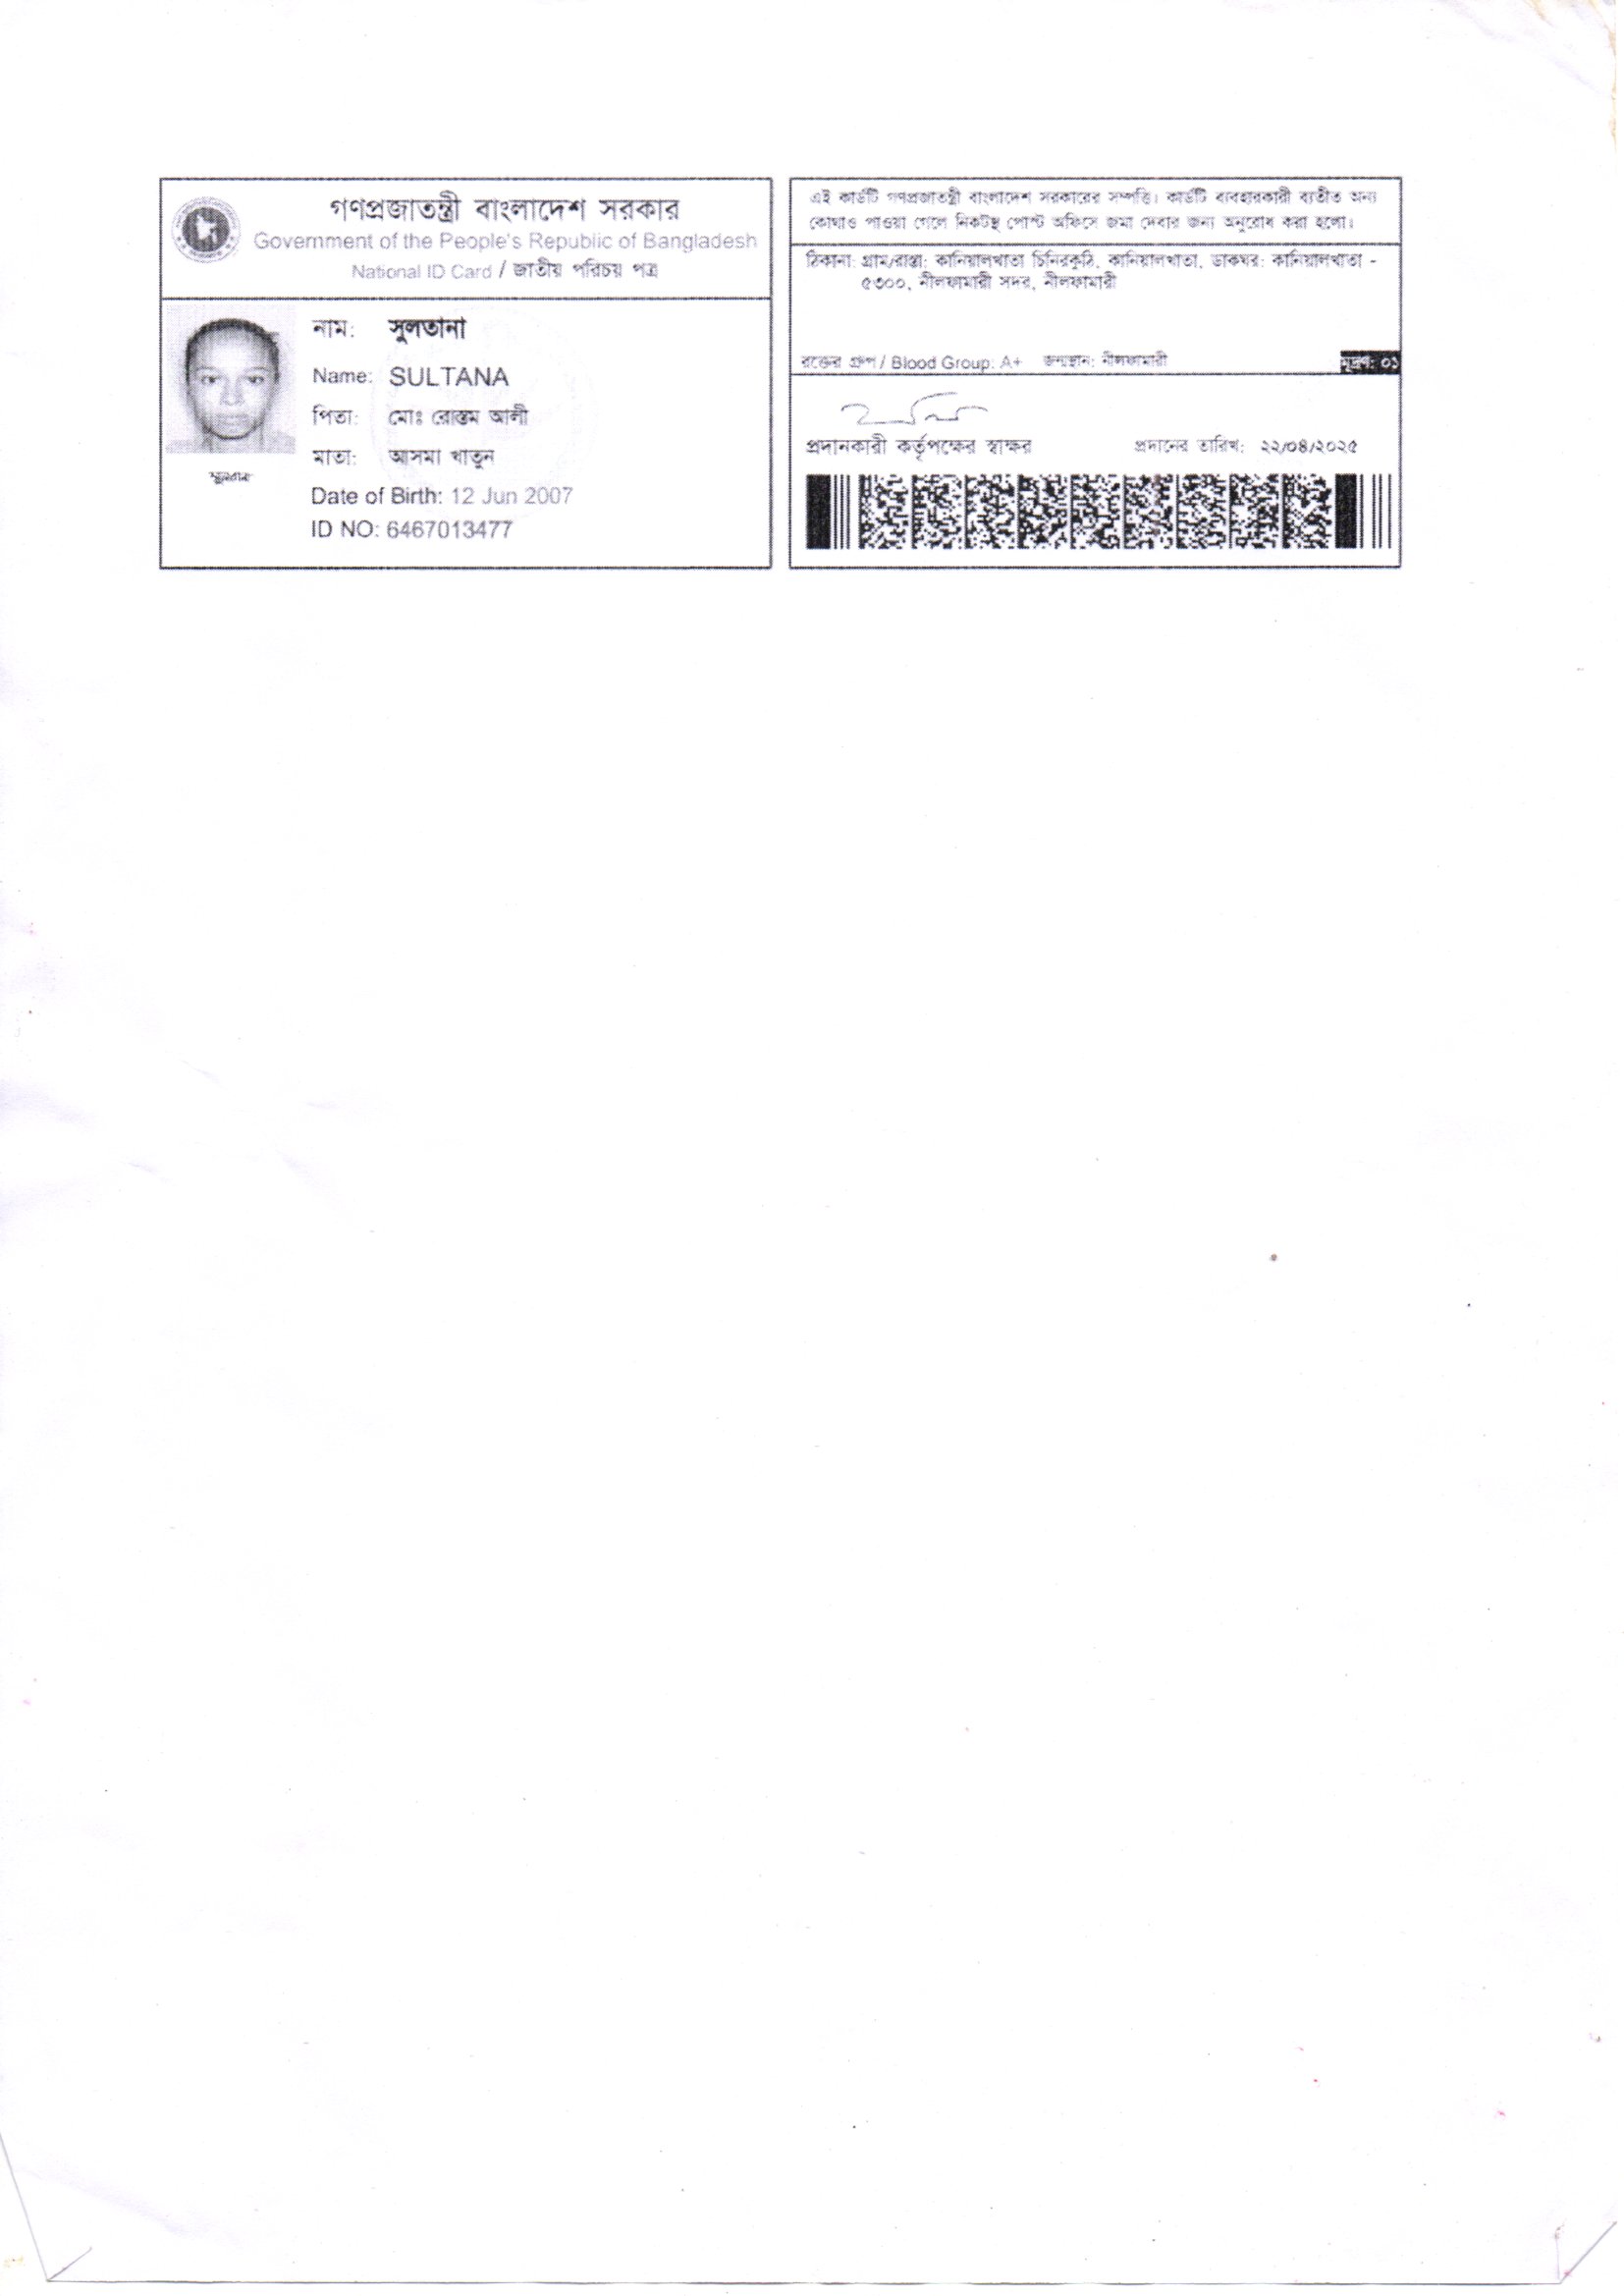 গণপ্রজাতন্ত্রী বাংলাদেশ সরকার
Government of the People's Republic of Bangladesh
National ID Card / জাতীয় পরিচয় পত্র
নাম: সুলতানা
Name: SULTANA
পিতা: মোঃ রোস্তম আলী
মাতা: আসমা খাতুন
Date of Birth: 12 Jun 2007
ID NO: 6467013477
সুলতানা
এই কার্ডটি গণপ্রজাতন্ত্রী বাংলাদেশ সরকারের সম্পত্তি। কার্ডটি ব্যবহারকারী ব্যতীত অন্য
কোথাও পাওয়া গেলে নিকটস্থ পোস্ট অফিসে জমা দেবার জন্য অনুরোধ করা হলো।
ঠিকানা: গ্রাম/রাস্তা: কানিয়ালখাতা চিনিরকুঠি, কানিয়ালখাতা, ডাকঘর: কানিয়ালখাতা -
৫৩০০, নীলফামারী সদর, নীলফামারী
রক্তের গ্রুপ / Blood Group: A+ জন্মস্থান: নীলফামারী মুদ্রণ: ০১
প্রদানকারী কর্তৃপক্ষের স্বাক্ষর প্রদানের তারিখ: ২২/০৪/২০২৫